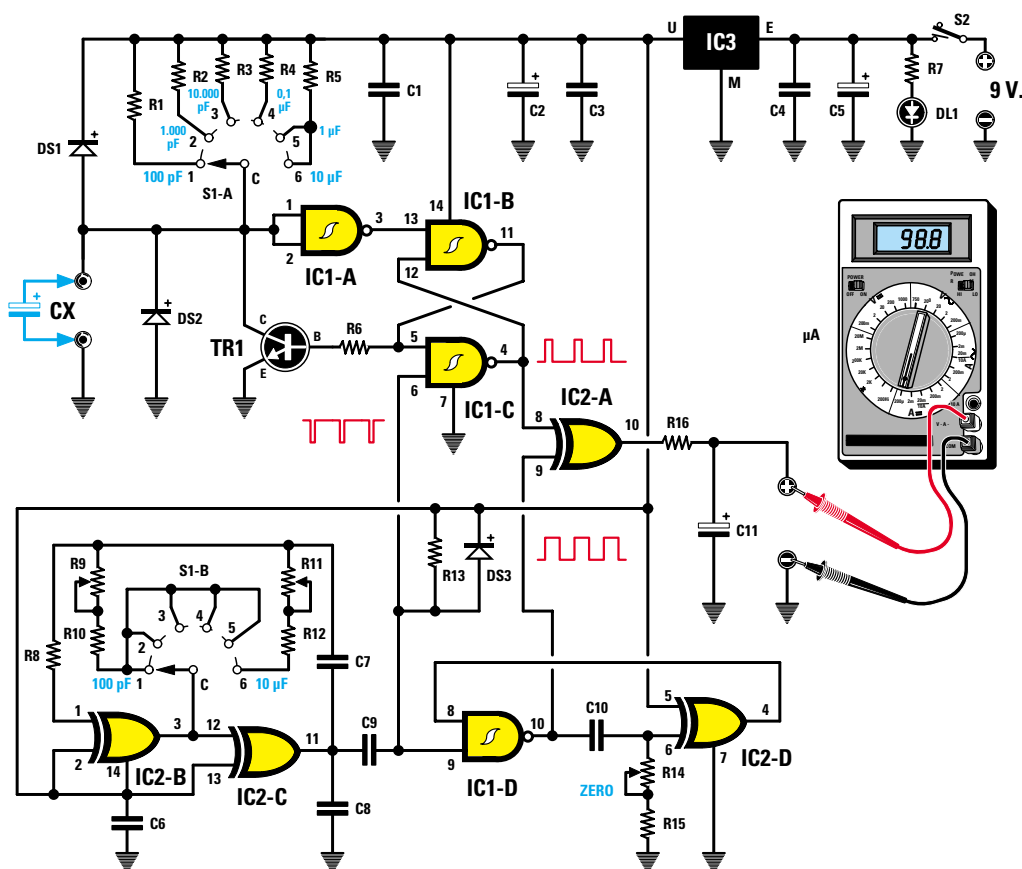 U
IC3
E
S2
M
R7
9 V.
DL1
C1
C2
+
C3
C4
C5
+
R1
R2
R3
R4
R5
10.000
pF
0,1
µF
1.000
pF
1 µF
3
4
2
5
100 pF
1
C
6
10 µF
S1-A
DS1
+
IC1-B
14
1
3
13
11
2
12
IC1-A
CX
+
+
DS2
C
TR1
B
E
R6
5
4
6
7
IC1-C
IC2-A
8
10
9
R16
98.8
POWER
OFF
ON
µA
V - A -
C11
+
R13
+
DS3
R9
S1-B
R11
3
4
R10
2
5
R12
R8
100 pF
1
C
6
10 µF
C7
1
3
12
11
2
14
13
IC2-B
IC2-C
C9
C6
C8
8
10
9
IC1-D
C10
5
4
6
7
IC2-D
R14
ZERO
R15